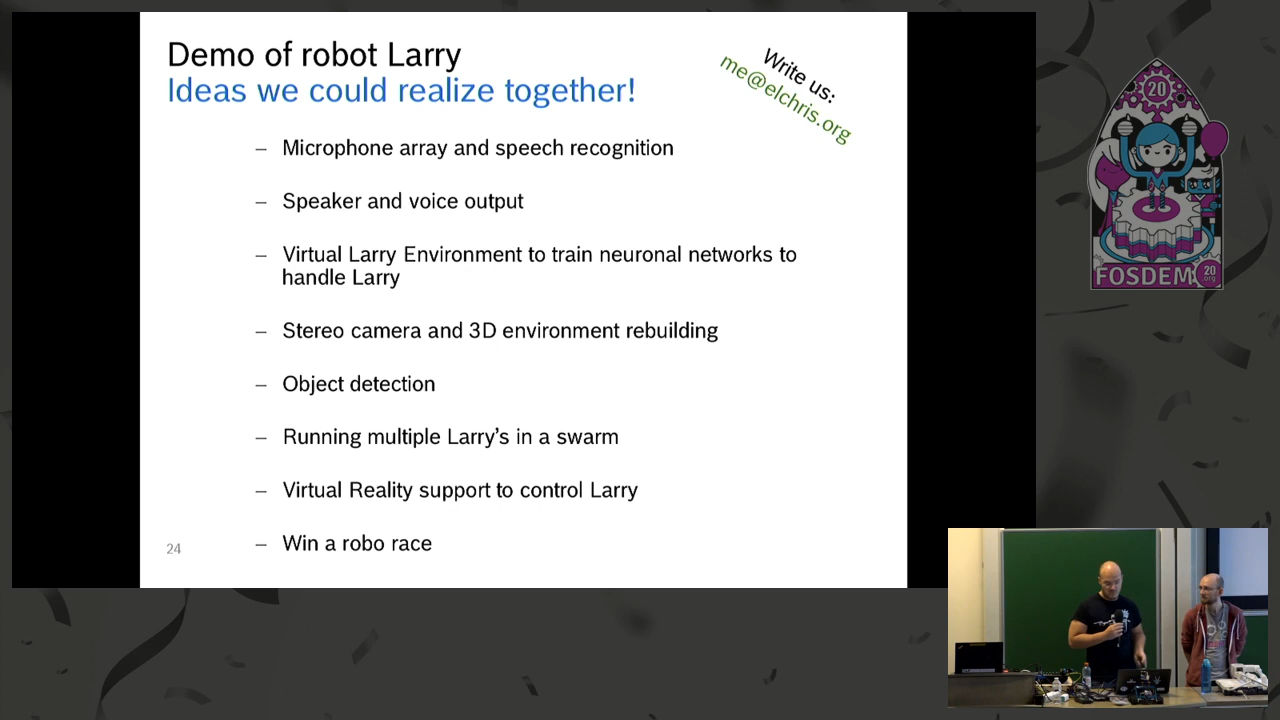 Demo of robot Larry
Ideas we could realize together!
Write us:
me@elchris.org
– Microphone array and speech recognition
– Speaker and voice output
– Virtual Larry Environment to train neuronal networks to
handle Larry
– Stereo camera and 3D environment rebuilding
– Object detection
– Running multiple Larry’s in a swarm
– Virtual Reality support to control Larry
– Win a robo race
24
20
FOSDEM
20
.org